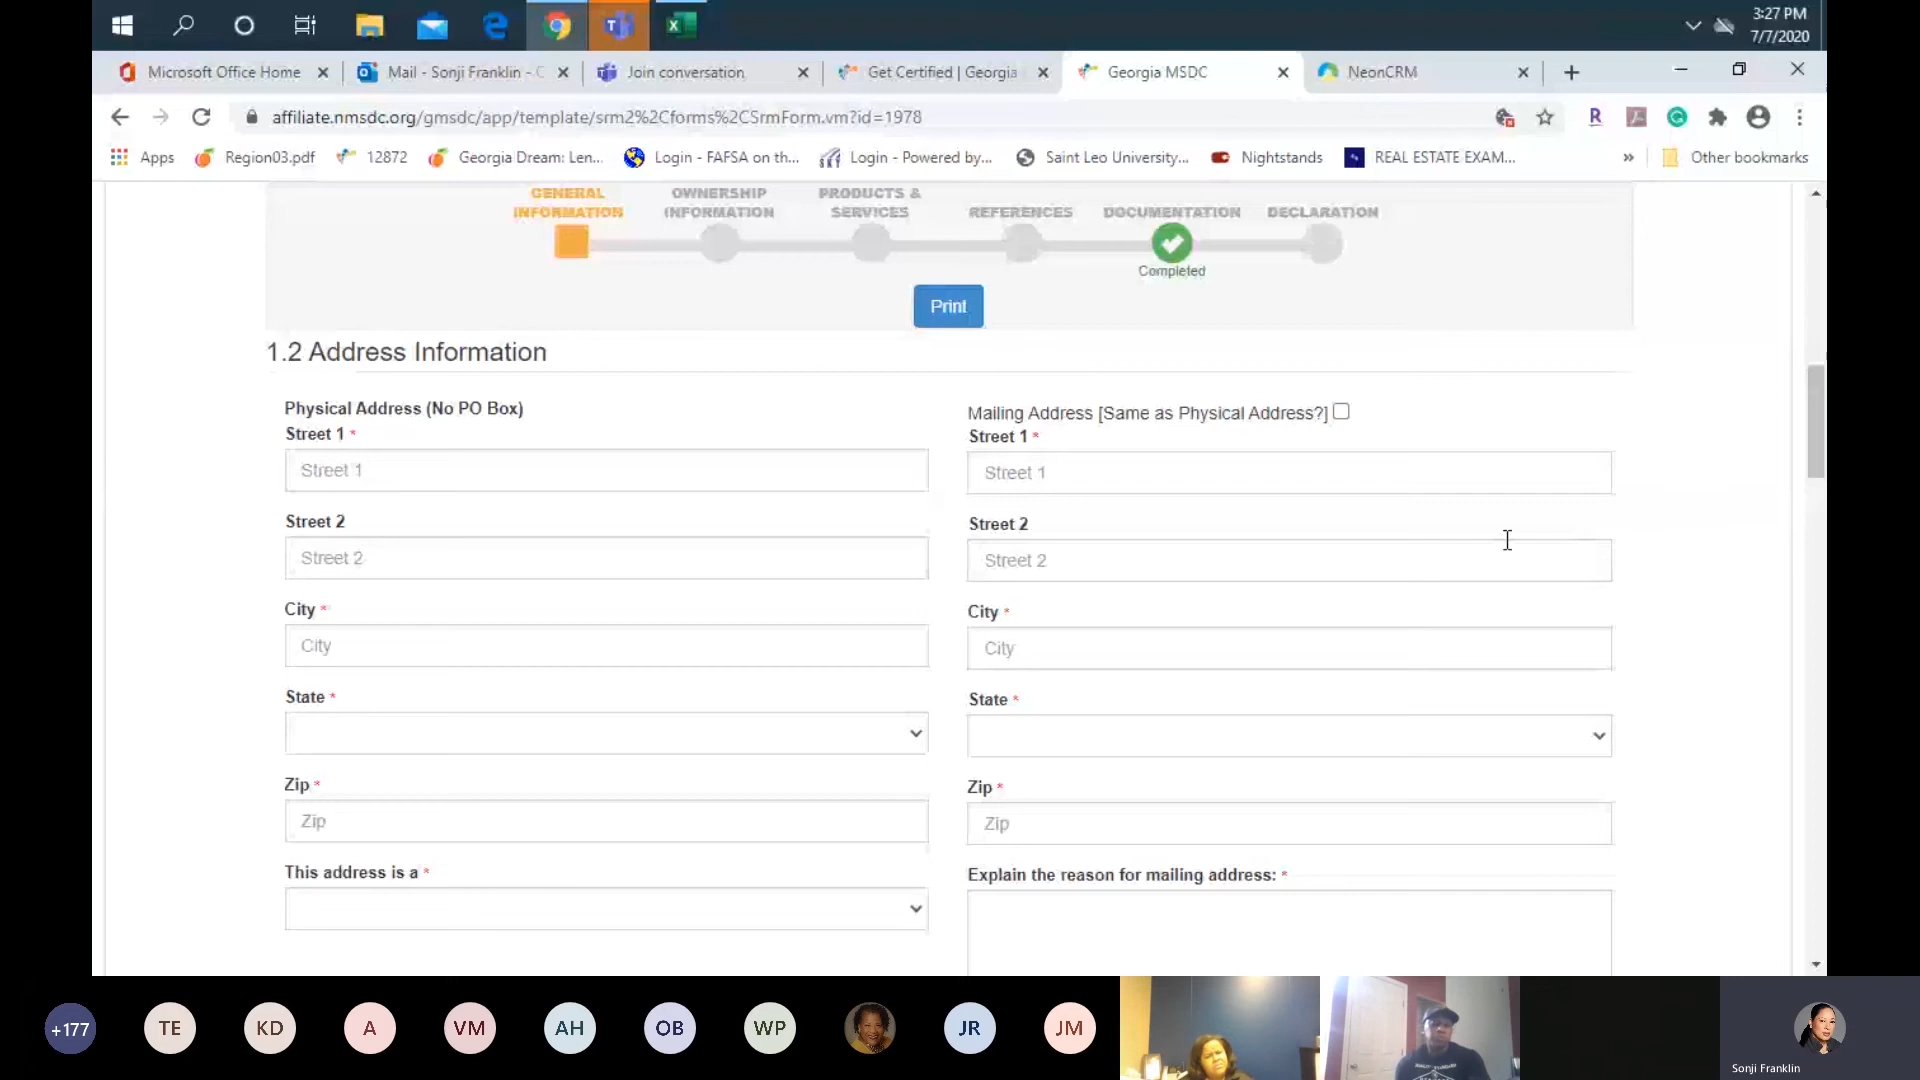 3:27 PM
7/7/2020
Microsoft Office Home
Mail - Sonji Franklin - C
Join conversation
Get Certified | Georgia
Georgia MSDC
NeonCRM
affiliate.nmsdc.org/gmsdc/app/template/srm2%2Cforms%2CSrmForm.vm?id=1978
Apps
Region03.pdf
12872
Georgia Dream: Len...
Login - FAFSA on th...
Login - Powered by...
Saint Leo University...
Nightstands
REAL ESTATE EXAM...
»
Other bookmarks
GENERAL
INFORMATION
OWNERSHIP
INFORMATION
PRODUCTS &
SERVICES
REFERENCES
DOCUMENTATION
DECLARATION
Completed
Print
1.2 Address Information
Physical Address (No PO Box)
Street 1 *
Street 1
Street 2
Street 2
City *
City
State *
Zip *
Zip
This address is a *
Mailing Address [Same as Physical Address?]
Street 1 *
Street 1
Street 2
Street 2
City *
City
State *
Zip *
Zip
Explain the reason for mailing address: *
+177
TE
KD
A
VM
AH
OB
WP
JR
JM
Sonji Franklin